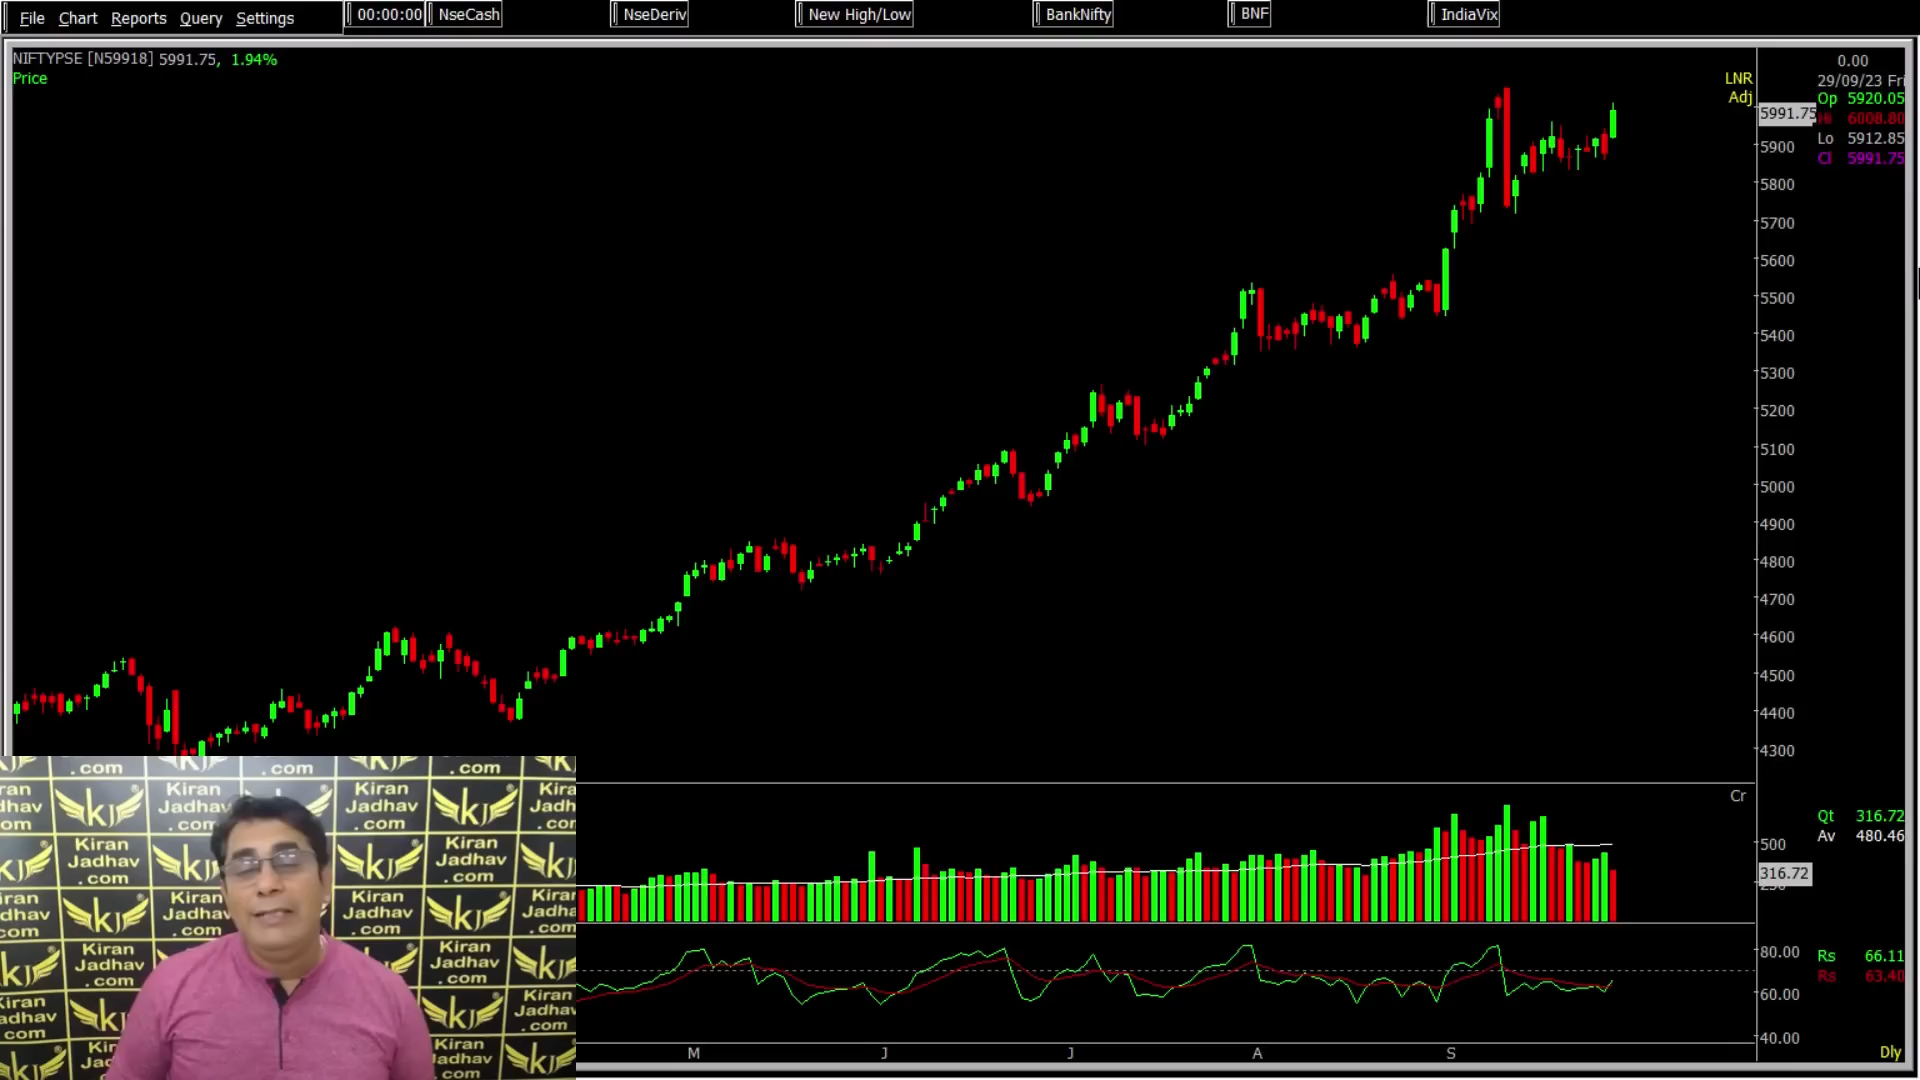 File Chart Reports Query Settings 00:00:00 NseCash NseDeriv New High/Low BankNifty BNF IndiaVix
NIFTYPSE [N59918] 5991.75, 1.94%
Price
LNR
Adj
0.00
29/09/23 Fri
Op 5920.05
Hi 6008.80
Lo 5912.85
Cl 5991.75
5991.75
5900
5800
5700
5600
5500
5400
5300
5200
5100
5000
4900
4800
4700
4600
4500
4400
4300
Cr
Qt 316.72
Av 480.46
500
316.72
Rs 66.11
Rs 63.40
80.00
60.00
40.00
M J J A S
Dly
Kiran
Jadhav
.com
KJ